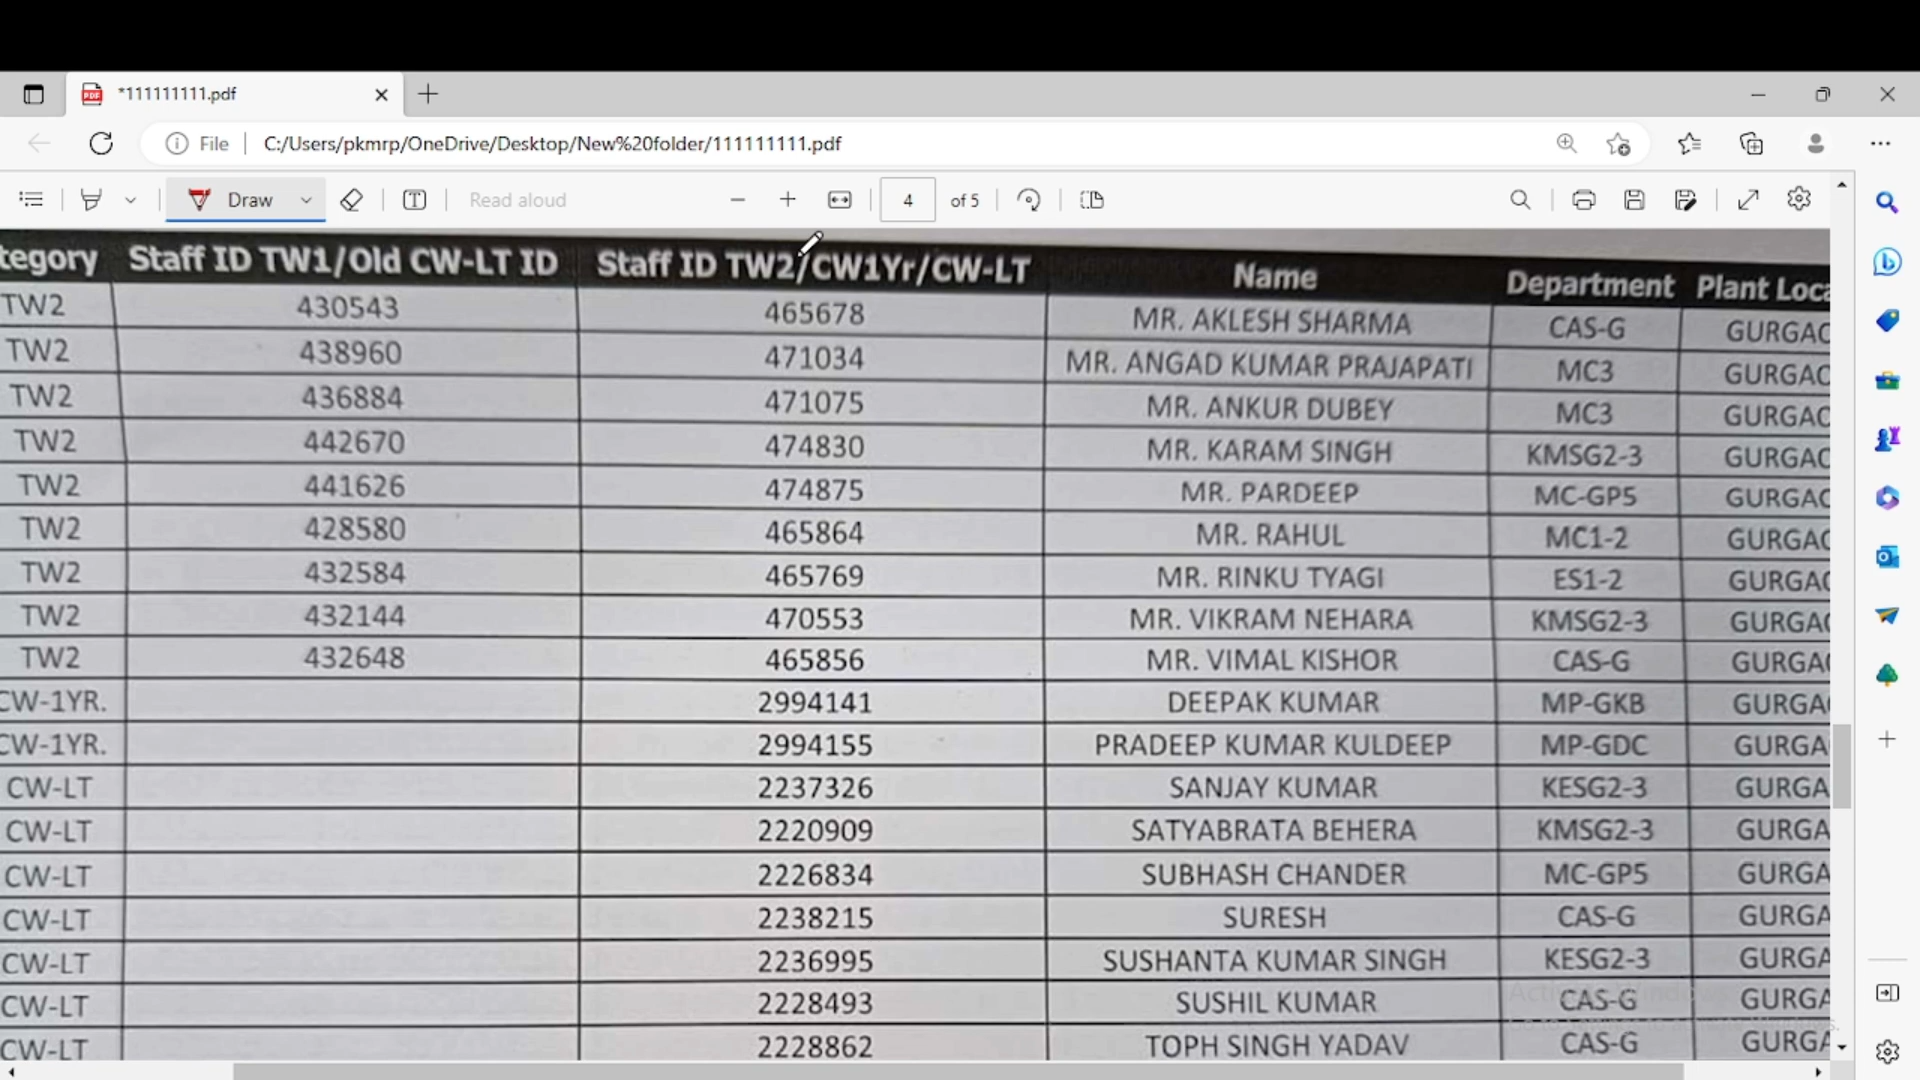 *111111111.pdf
File C:/Users/pkmrp/OneDrive/Desktop/New%20folder/111111111.pdf
Draw Read aloud 4 of 5
tegory Staff ID TW1/Old CW-LT ID Staff ID TW2/CW1Yr/CW-LT Name Department Plant Loca
TW2 430543 465678 MR. AKLESH SHARMA CAS-G GURGAO
TW2 438960 471034 MR. ANGAD KUMAR PRAJAPATI MC3 GURGAO
TW2 436884 471075 MR. ANKUR DUBEY MC3 GURGAO
TW2 442670 474830 MR. KARAM SINGH KMSG2-3 GURGAO
TW2 441626 474875 MR. PARDEEP MC-GP5 GURGAO
TW2 428580 465864 MR. RAHUL MC1-2 GURGAO
TW2 432584 465769 MR. RINKU TYAGI ES1-2 GURGAO
TW2 432144 470553 MR. VIKRAM NEHARA KMSG2-3 GURGAO
TW2 432648 465856 MR. VIMAL KISHOR CAS-G GURGAO
CW-1YR. 2994141 DEEPAK KUMAR MP-GKB GURGA
CW-1YR. 2994155 PRADEEP KUMAR KULDEEP MP-GDC GURGA
CW-LT 2237326 SANJAY KUMAR KESG2-3 GURGA
CW-LT 2220909 SATYABRATA BEHERA KMSG2-3 GURGA
CW-LT 2226834 SUBHASH CHANDER MC-GP5 GURGA
CW-LT 2238215 SURESH CAS-G GURGA
CW-LT 2236995 SUSHANTA KUMAR SINGH KESG2-3 GURGA
CW-LT 2228493 SUSHIL KUMAR CAS-G GURGA
CW-LT 2228862 TOPH SINGH YADAV CAS-G GURGA